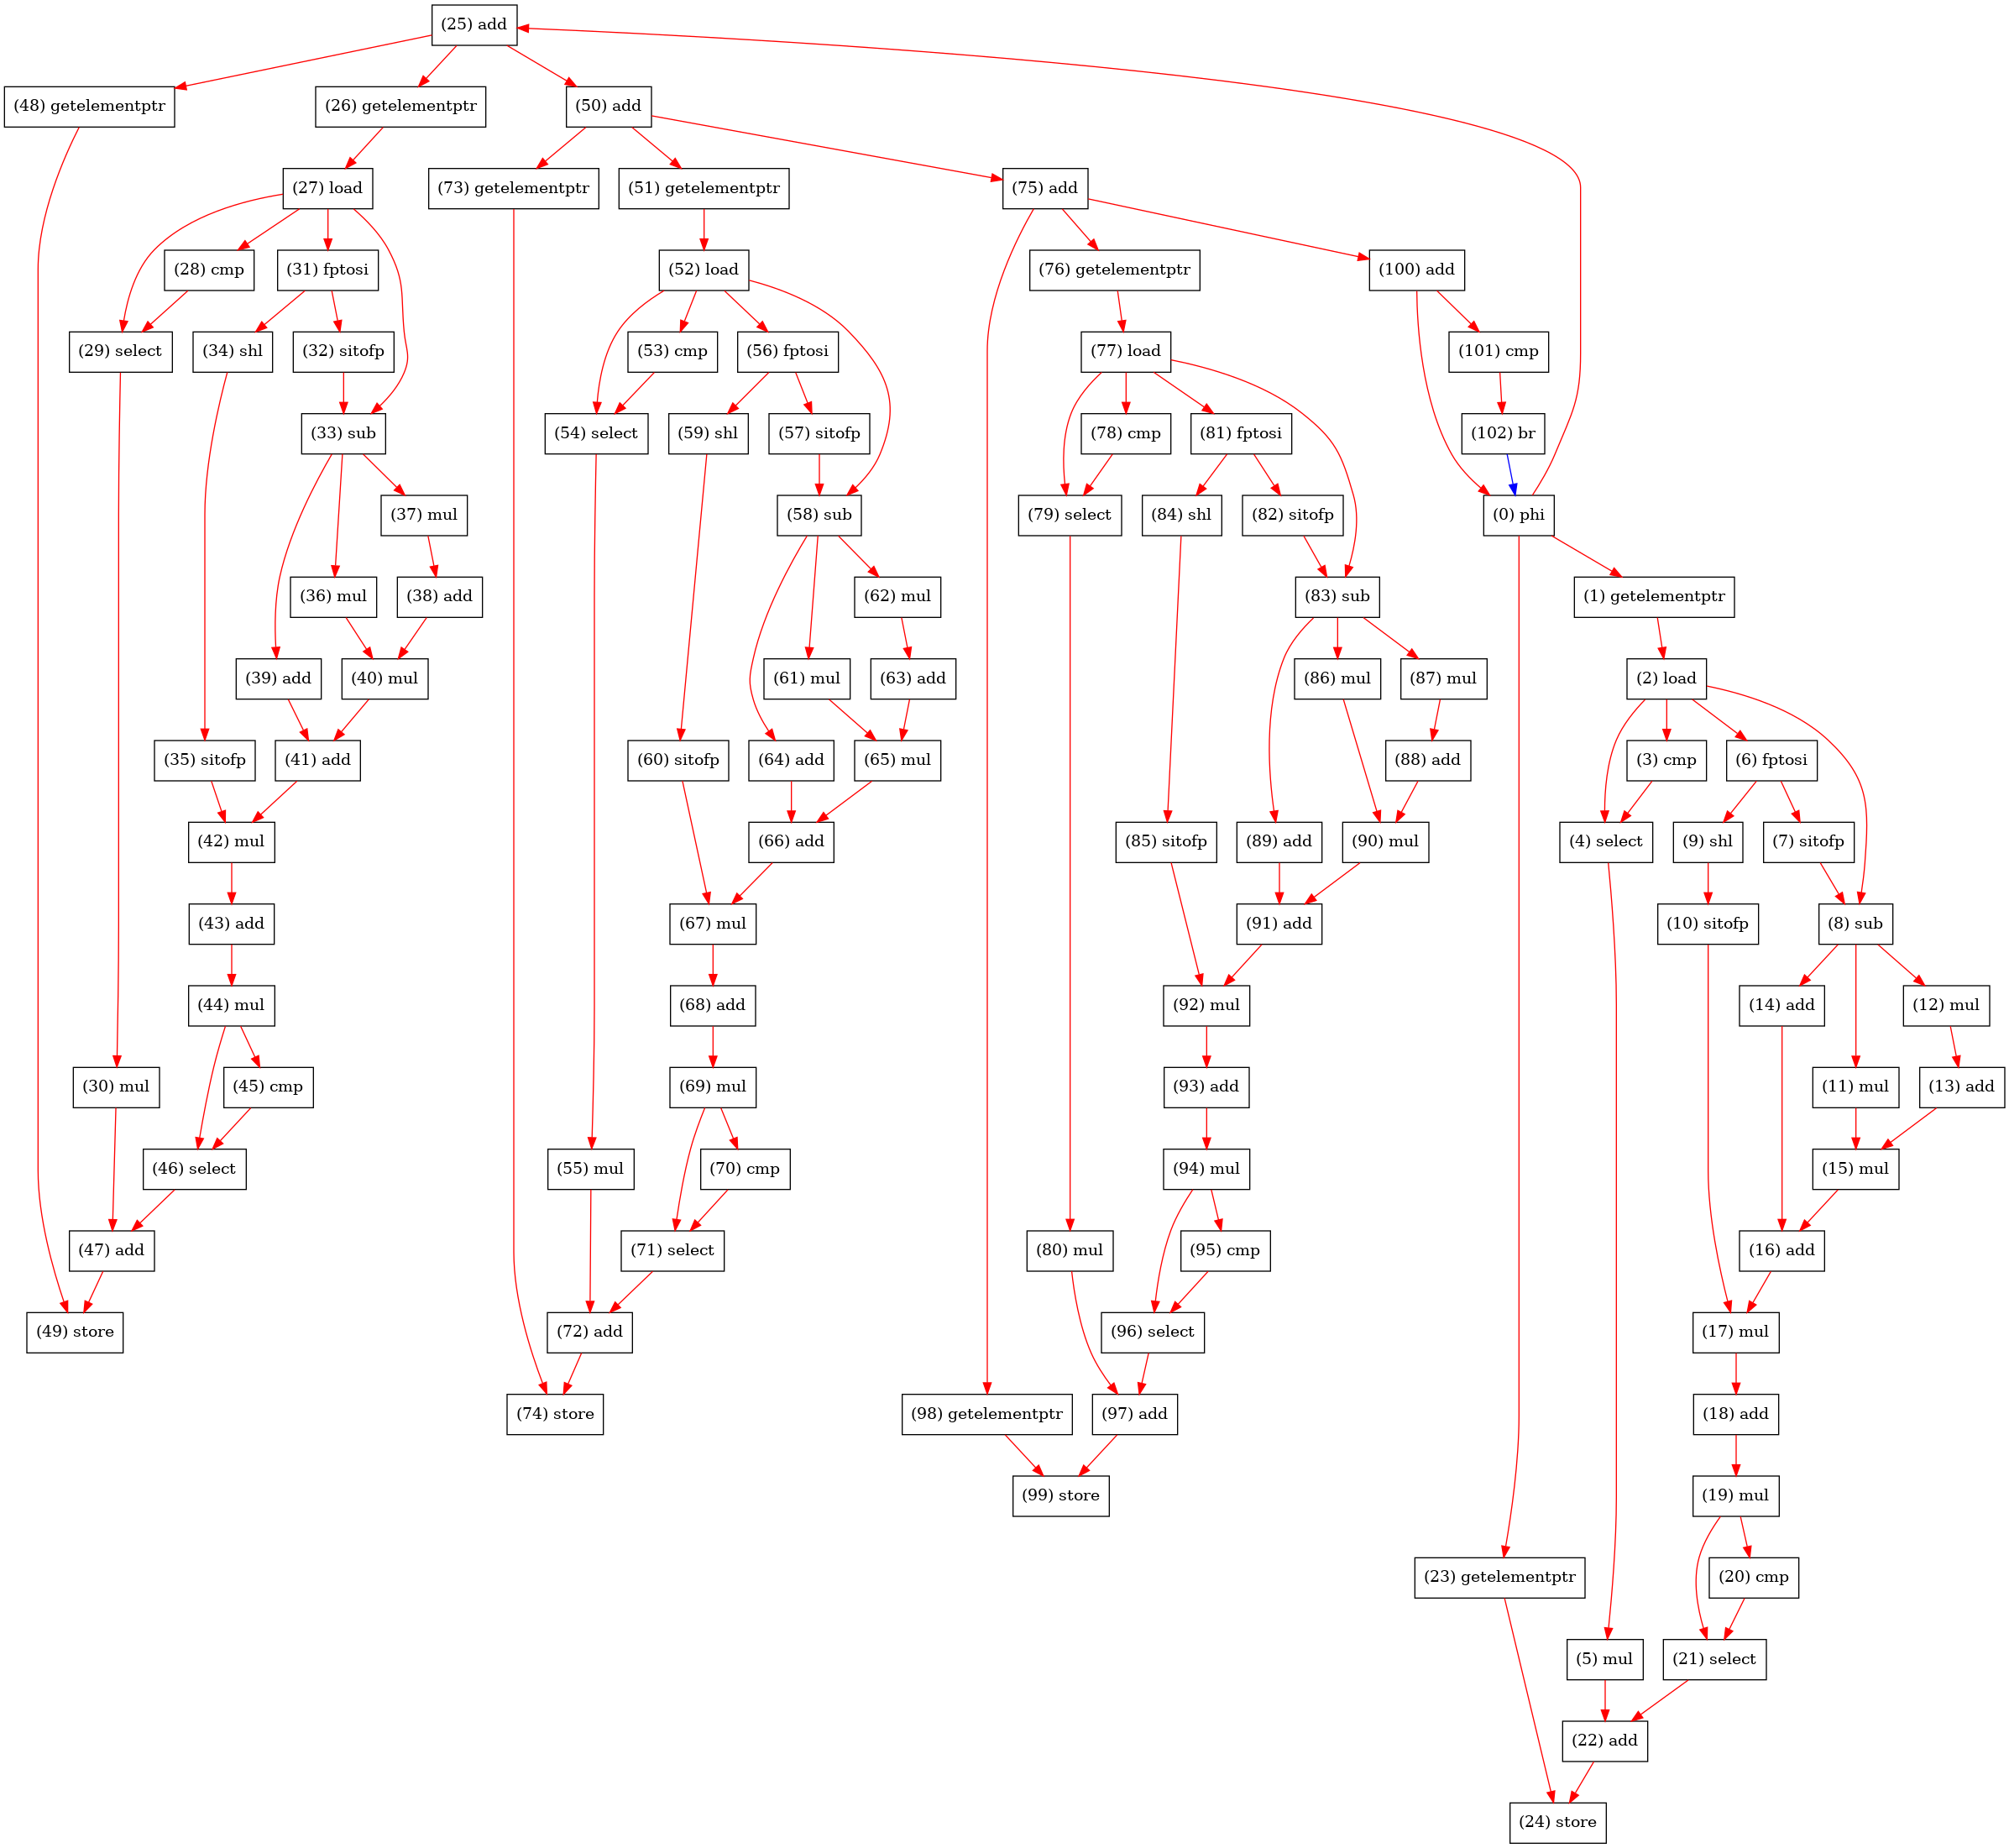 (25) add
(48) getelementptr
(26) getelementptr
(50) add
(27) load
(73) getelementptr
(51) getelementptr
(75) add
(28) cmp
(31) fptosi
(52) load
(76) getelementptr
(100) add
(29) select
(34) shl
(32) sitofp
(53) cmp
(56) fptosi
(77) load
(101) cmp
(33) sub
(54) select
(59) shl
(57) sitofp
(78) cmp
(81) fptosi
(102) br
(37) mul
(58) sub
(79) select
(84) shl
(82) sitofp
(0) phi
(36) mul
(38) add
(62) mul
(83) sub
(1) getelementptr
(39) add
(40) mul
(61) mul
(63) add
(86) mul
(87) mul
(2) load
(35) sitofp
(41) add
(60) sitofp
(64) add
(65) mul
(88) add
(3) cmp
(6) fptosi
(42) mul
(66) add
(85) sitofp
(89) add
(90) mul
(4) select
(9) shl
(7) sitofp
(43) add
(67) mul
(91) add
(10) sitofp
(8) sub
(44) mul
(68) add
(92) mul
(14) add
(12) mul
(30) mul
(45) cmp
(69) mul
(93) add
(11) mul
(13) add
(46) select
(55) mul
(70) cmp
(94) mul
(15) mul
(47) add
(71) select
(80) mul
(95) cmp
(16) add
(49) store
(72) add
(96) select
(17) mul
(74) store
(98) getelementptr
(97) add
(18) add
(99) store
(19) mul
(23) getelementptr
(20) cmp
(5) mul
(21) select
(22) add
(24) store